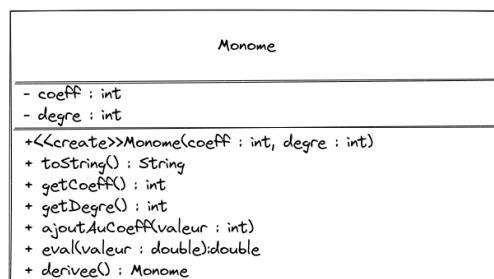 Monome
- coeff : int
- degre : int
+<<create>>Monome(coeff : int, degre : int)
+ toString() : String
+ getCoeff() : int
+ getDegre() : int
+ ajoutAuCoeff(valeur : int)
+ eval(valeur : double):double
+ derivee() : Monome